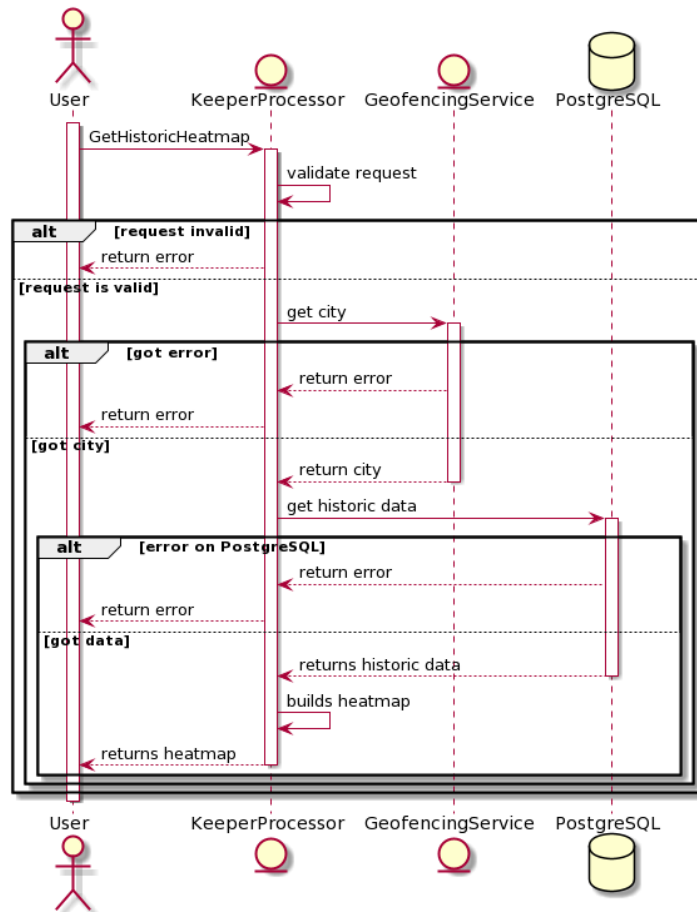 User KeeperProcessor GeofencingService PostgreSQL
GetHistoricHeatmap
validate request
alt [request invalid]
return error
[request is valid]
get city
alt [got error]
return error
return error
[got city]
return city
get historic data
alt [error on PostgreSQL]
return error
return error
[got data]
returns historic data
builds heatmap
returns heatmap
User KeeperProcessor GeofencingService PostgreSQL